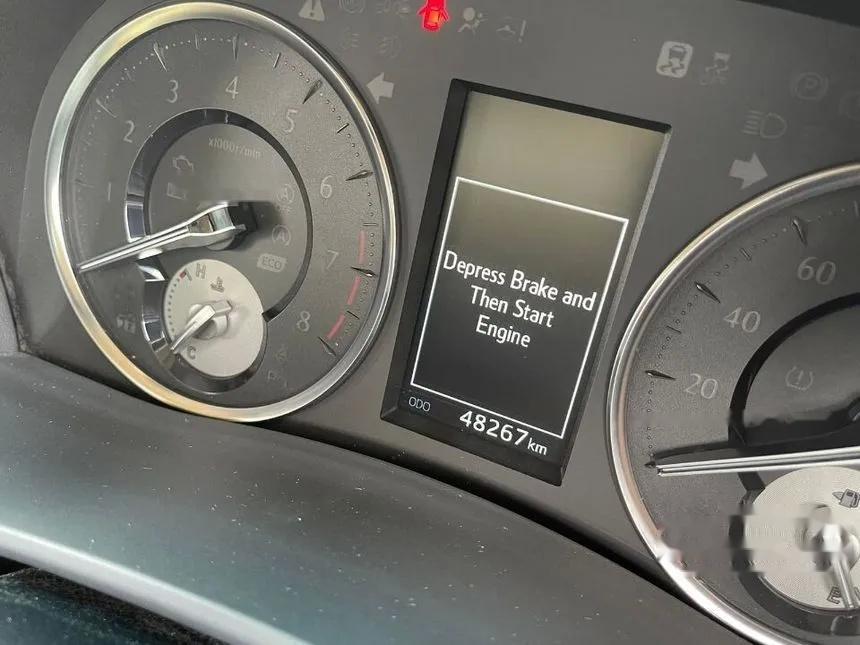 1
2
3
4
5
6
7
8
x1000r/min
ECO
H
C
Depress Brake and
Then Start
Engine
ODO
48267km
20
40
60
E